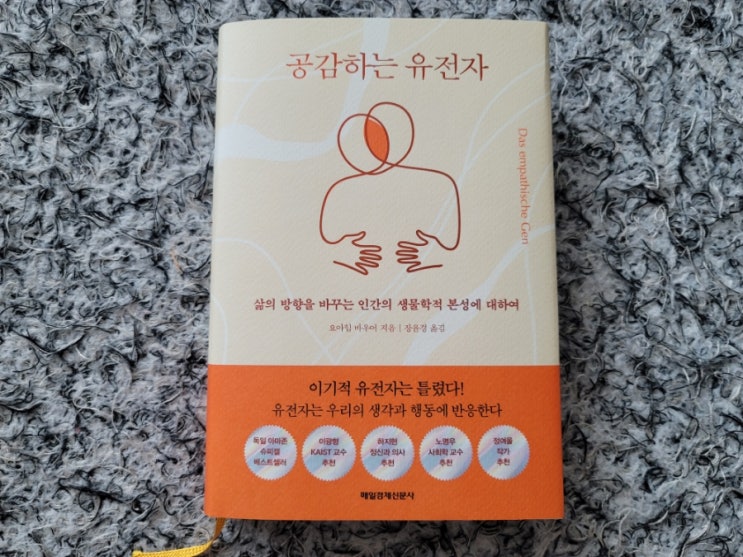 공감하는 유전자
Das empathische Gen
삶의 방향을 바꾸는 인간의 생물학적 본성에 대하여
요아힘 바우어 지음 | 장윤경 옮김
이기적 유전자는 틀렸다!
유전자는 우리의 생각과 행동에 반응한다
독일 아마존
슈피겔
베스트셀러
이광형
KAIST 교수
추천
하지현
정신과 의사
추천
노명우
사회학 교수
추천
정여울
작가
추천
매일경제신문사